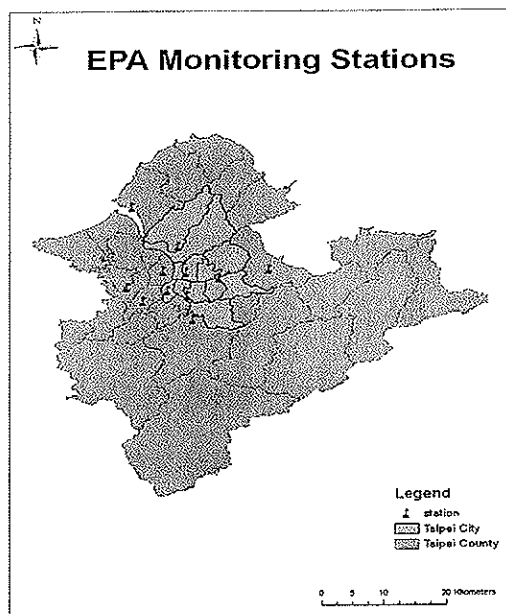 N
EPA Monitoring Stations
Legend
station
Taipei City
Taipei County
0 5 10 20 Kilometers